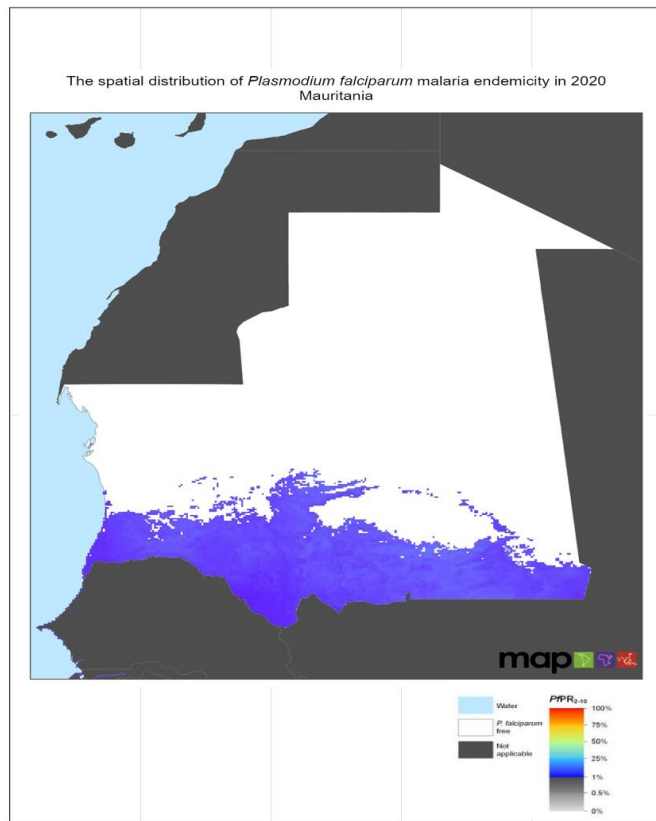 The spatial distribution of Plasmodium falciparum malaria endemicity in 2020
Mauritania
map
Water
P. falciparum
free
Not
applicable
PfPR2-10
100%
75%
50%
25%
1%
0.5%
0%